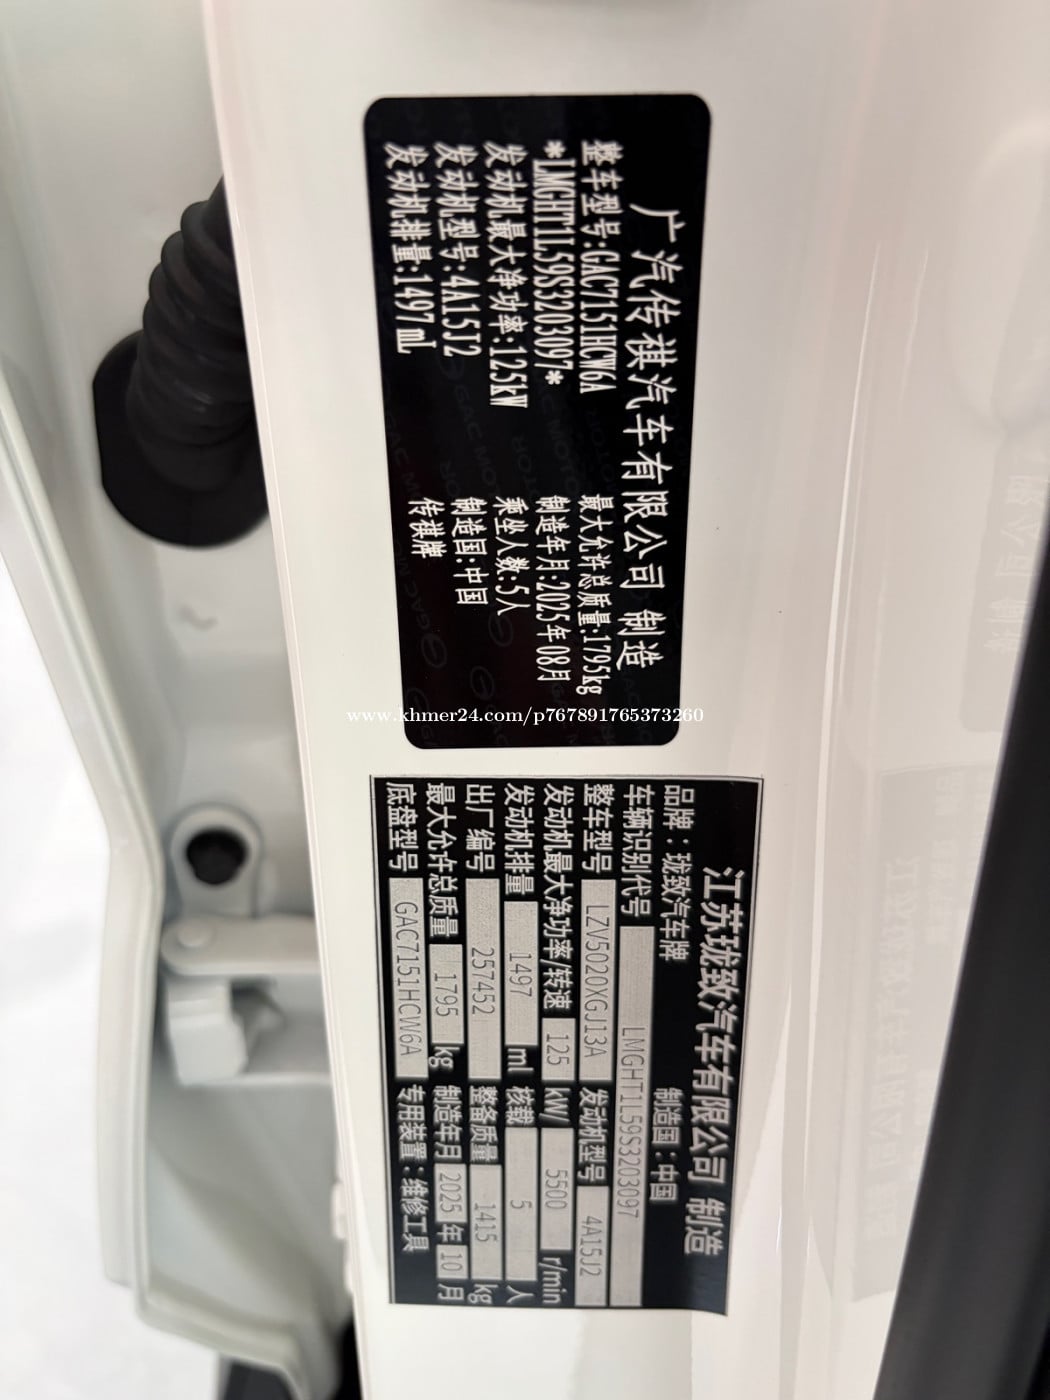 广汽传祺汽车有限公司 制造
整车型号:GAC7151HCW6A 最大允许总质量:1795kg
*LMGHT1L59S3203097* 制造年月:2025年08月
发动机最大净功率:125kW 乘坐人数:5人
发动机型号:4A15J2 制造国:中国
发动机排量:1497mL 传祺牌
www.khmer24.com/p767891765373260
江苏珑致汽车有限公司 制造
品牌:珑致汽车牌 制造国:中国
车辆识别代号 LMGHT1L59S3203097
整车型号 LZV5020XGJ13A 发动机型号 4A15J2
发动机最大净功率/转速 125 kW/ 5500 r/min
发动机排量 1497 ml 核载 5 人
出厂编号 257452 整备质量 1415 kg
最大允许总质量 1795 kg 制造年月 2025 年 10 月
底盘型号 GAC7151HCW6A 专用装置:维修工具